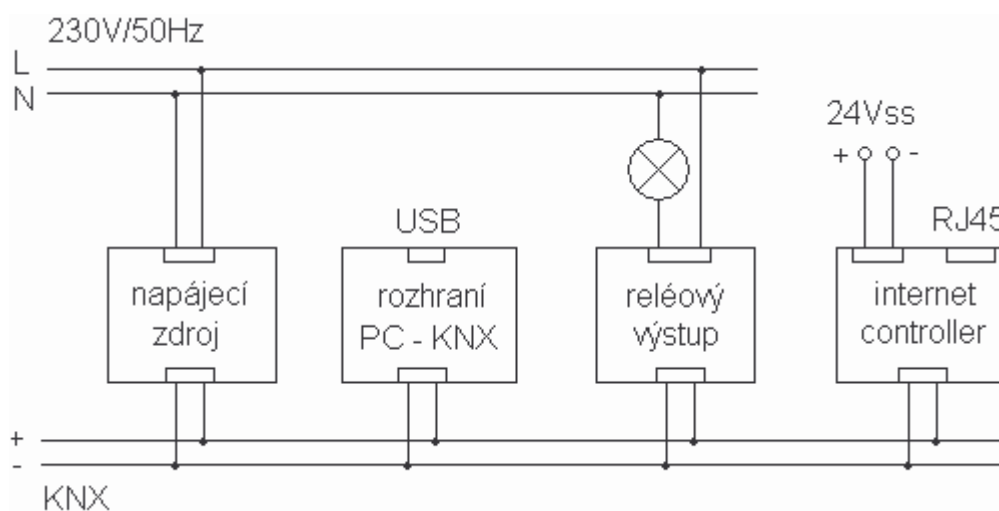 230V/50Hz
L
N
24Vss
+ -
USB
RJ45
napájecí
zdroj
rozhraní
PC - KNX
reléový
výstup
internet
controller
+
-
KNX